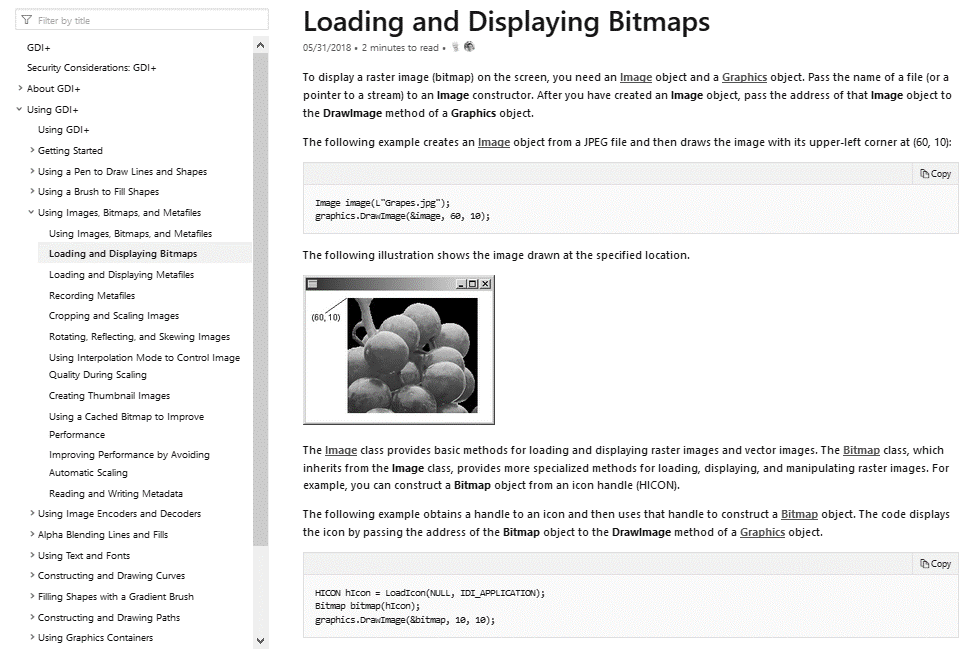 Filter by title
GDI+
Security Considerations: GDI+
About GDI+
Using GDI+
Using GDI+
Getting Started
Using a Pen to Draw Lines and Shapes
Using a Brush to Fill Shapes
Using Images, Bitmaps, and Metafiles
Using Images, Bitmaps, and Metafiles
Loading and Displaying Bitmaps
Loading and Displaying Metafiles
Recording Metafiles
Cropping and Scaling Images
Rotating, Reflecting, and Skewing Images
Using Interpolation Mode to Control Image
Quality During Scaling
Creating Thumbnail Images
Using a Cached Bitmap to Improve
Performance
Improving Performance by Avoiding
Automatic Scaling
Reading and Writing Metadata
Using Image Encoders and Decoders
Alpha Blending Lines and Fills
Using Text and Fonts
Constructing and Drawing Curves
Filling Shapes with a Gradient Brush
Constructing and Drawing Paths
Using Graphics Containers
Loading and Displaying Bitmaps
05/31/2018 • 2 minutes to read •
To display a raster image (bitmap) on the screen, you need an Image object and a Graphics object. Pass the name of a file (or a
pointer to a stream) to an Image constructor. After you have created an Image object, pass the address of that Image object to
the DrawImage method of a Graphics object.
The following example creates an Image object from a JPEG file and then draws the image with its upper-left corner at (60, 10):
Copy
Image image(L"Grapes.jpg");
graphics.DrawImage(&image, 60, 10);
The following illustration shows the image drawn at the specified location.
(60, 10)
The Image class provides basic methods for loading and displaying raster images and vector images. The Bitmap class, which
inherits from the Image class, provides more specialized methods for loading, displaying, and manipulating raster images. For
example, you can construct a Bitmap object from an icon handle (HICON).
The following example obtains a handle to an icon and then uses that handle to construct a Bitmap object. The code displays
the icon by passing the address of the Bitmap object to the DrawImage method of a Graphics object.
Copy
HICON hIcon = LoadIcon(NULL, IDI_APPLICATION);
Bitmap bitmap(hIcon);
graphics.DrawImage(&bitmap, 10, 10);